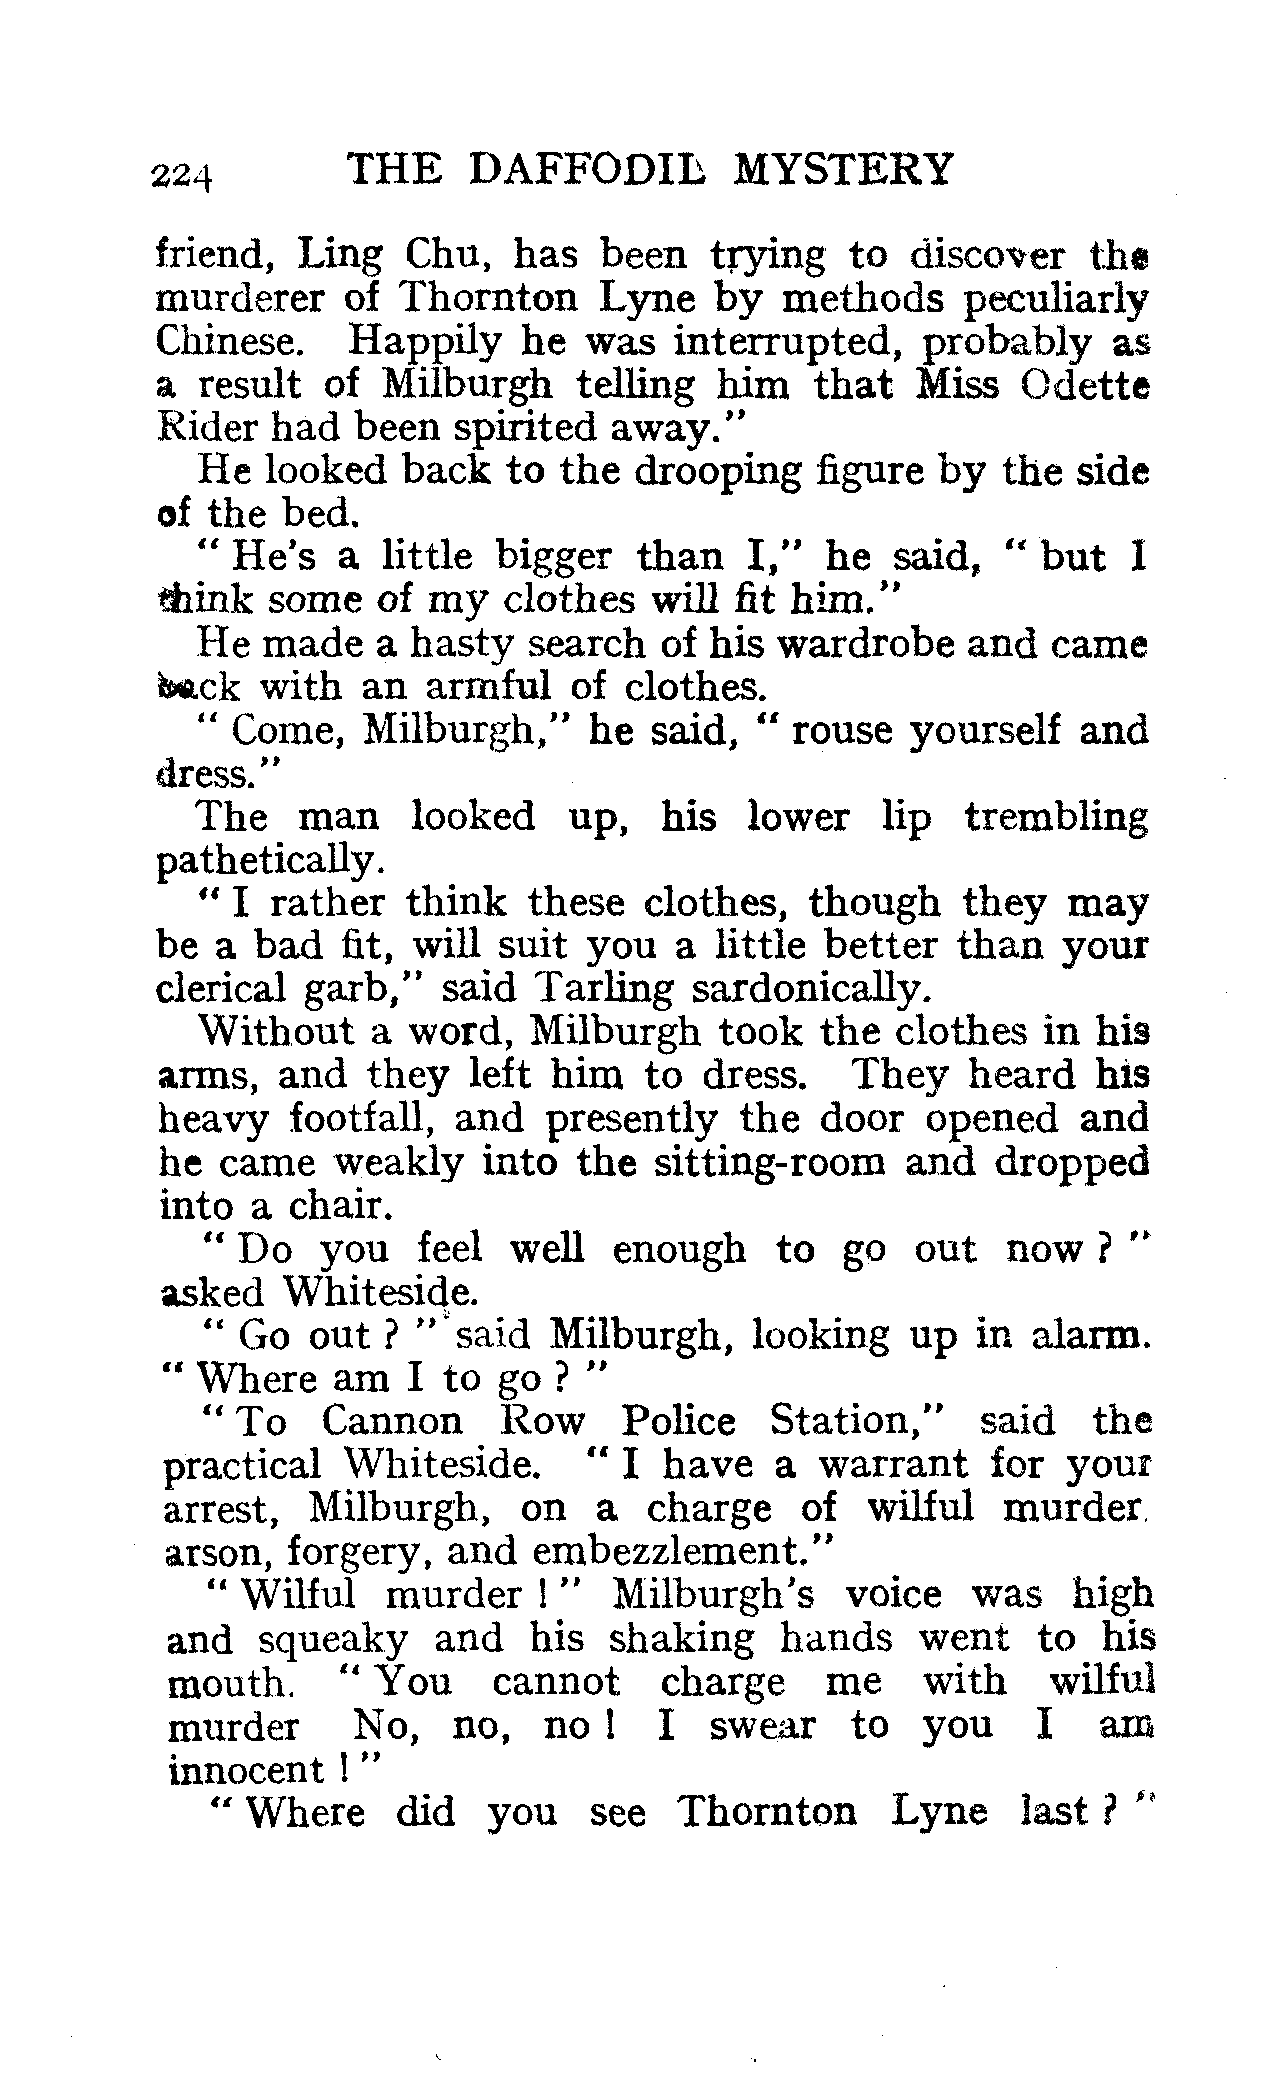 224 THE DAFFODIL MYSTERY
friend, Ling Chu, has been trying to discover the
murderer of Thornton Lyne by methods peculiarly
Chinese. Happily he was interrupted, probably as
a result of Milburgh telling him that Miss Odette
Rider had been spirited away."
He looked back to the drooping figure by the side
of the bed.
" He's a little bigger than I," he said, " but I
think some of my clothes will fit him."
He made a hasty search of his wardrobe and came
back with an armful of clothes.
" Come, Milburgh," he said, " rouse yourself and
dress."
The man looked up, his lower lip trembling
pathetically.
" I rather think these clothes, though they may
be a bad fit, will suit you a little better than your
clerical garb," said Tarling sardonically.
Without a word, Milburgh took the clothes in his
arms, and they left him to dress. They heard his
heavy footfall, and presently the door opened and
he came weakly into the sitting-room and dropped
into a chair.
" Do you feel well enough to go out now ? "
asked Whiteside.
" Go out ? " said Milburgh, looking up in alarm.
" Where am I to go ? "
" To Cannon Row Police Station," said the
practical Whiteside. " I have a warrant for your
arrest, Milburgh, on a charge of wilful murder,
arson, forgery, and embezzlement."
" Wilful murder ! " Milburgh's voice was high
and squeaky and his shaking hands went to his
mouth. " You cannot charge me with wilful
murder No, no, no ! I swear to you I am
innocent ! "
" Where did you see Thornton Lyne last ? "